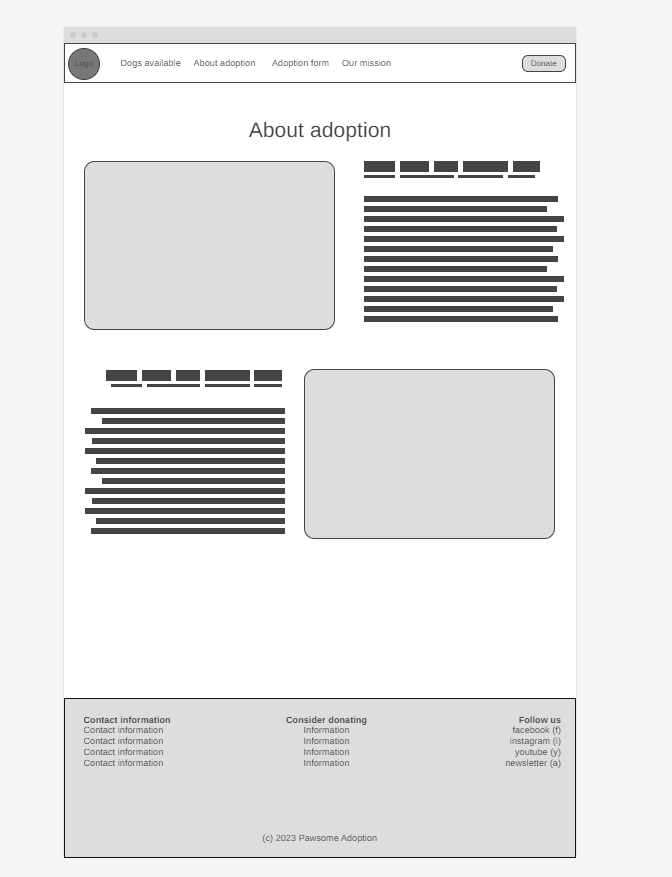 Logo
Dogs available About adoption Adoption form Our mission
Donate
About adoption
Contact information
Contact information
Contact information
Contact information
Contact information
Consider donating
Information
Information
Information
Information
Follow us
facebook (f)
instagram (i)
youtube (y)
newsletter (a)
(c) 2023 Pawsome Adoption